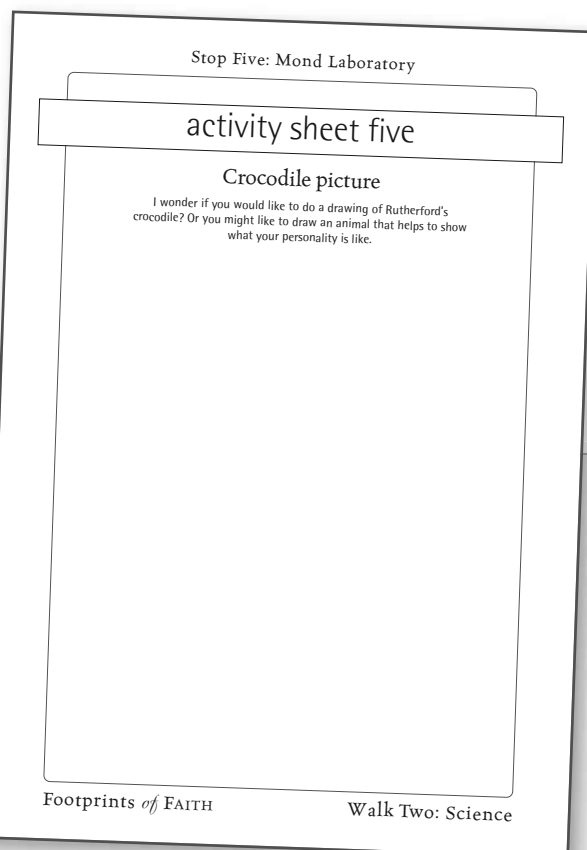 Stop Five: Mond Laboratory
activity sheet five
Crocodile picture
I wonder if you would like to do a drawing of Rutherford's
crocodile? Or you might like to draw an animal that helps to show
what your personality is like.
Footprints of FAITH
Walk Two: Science